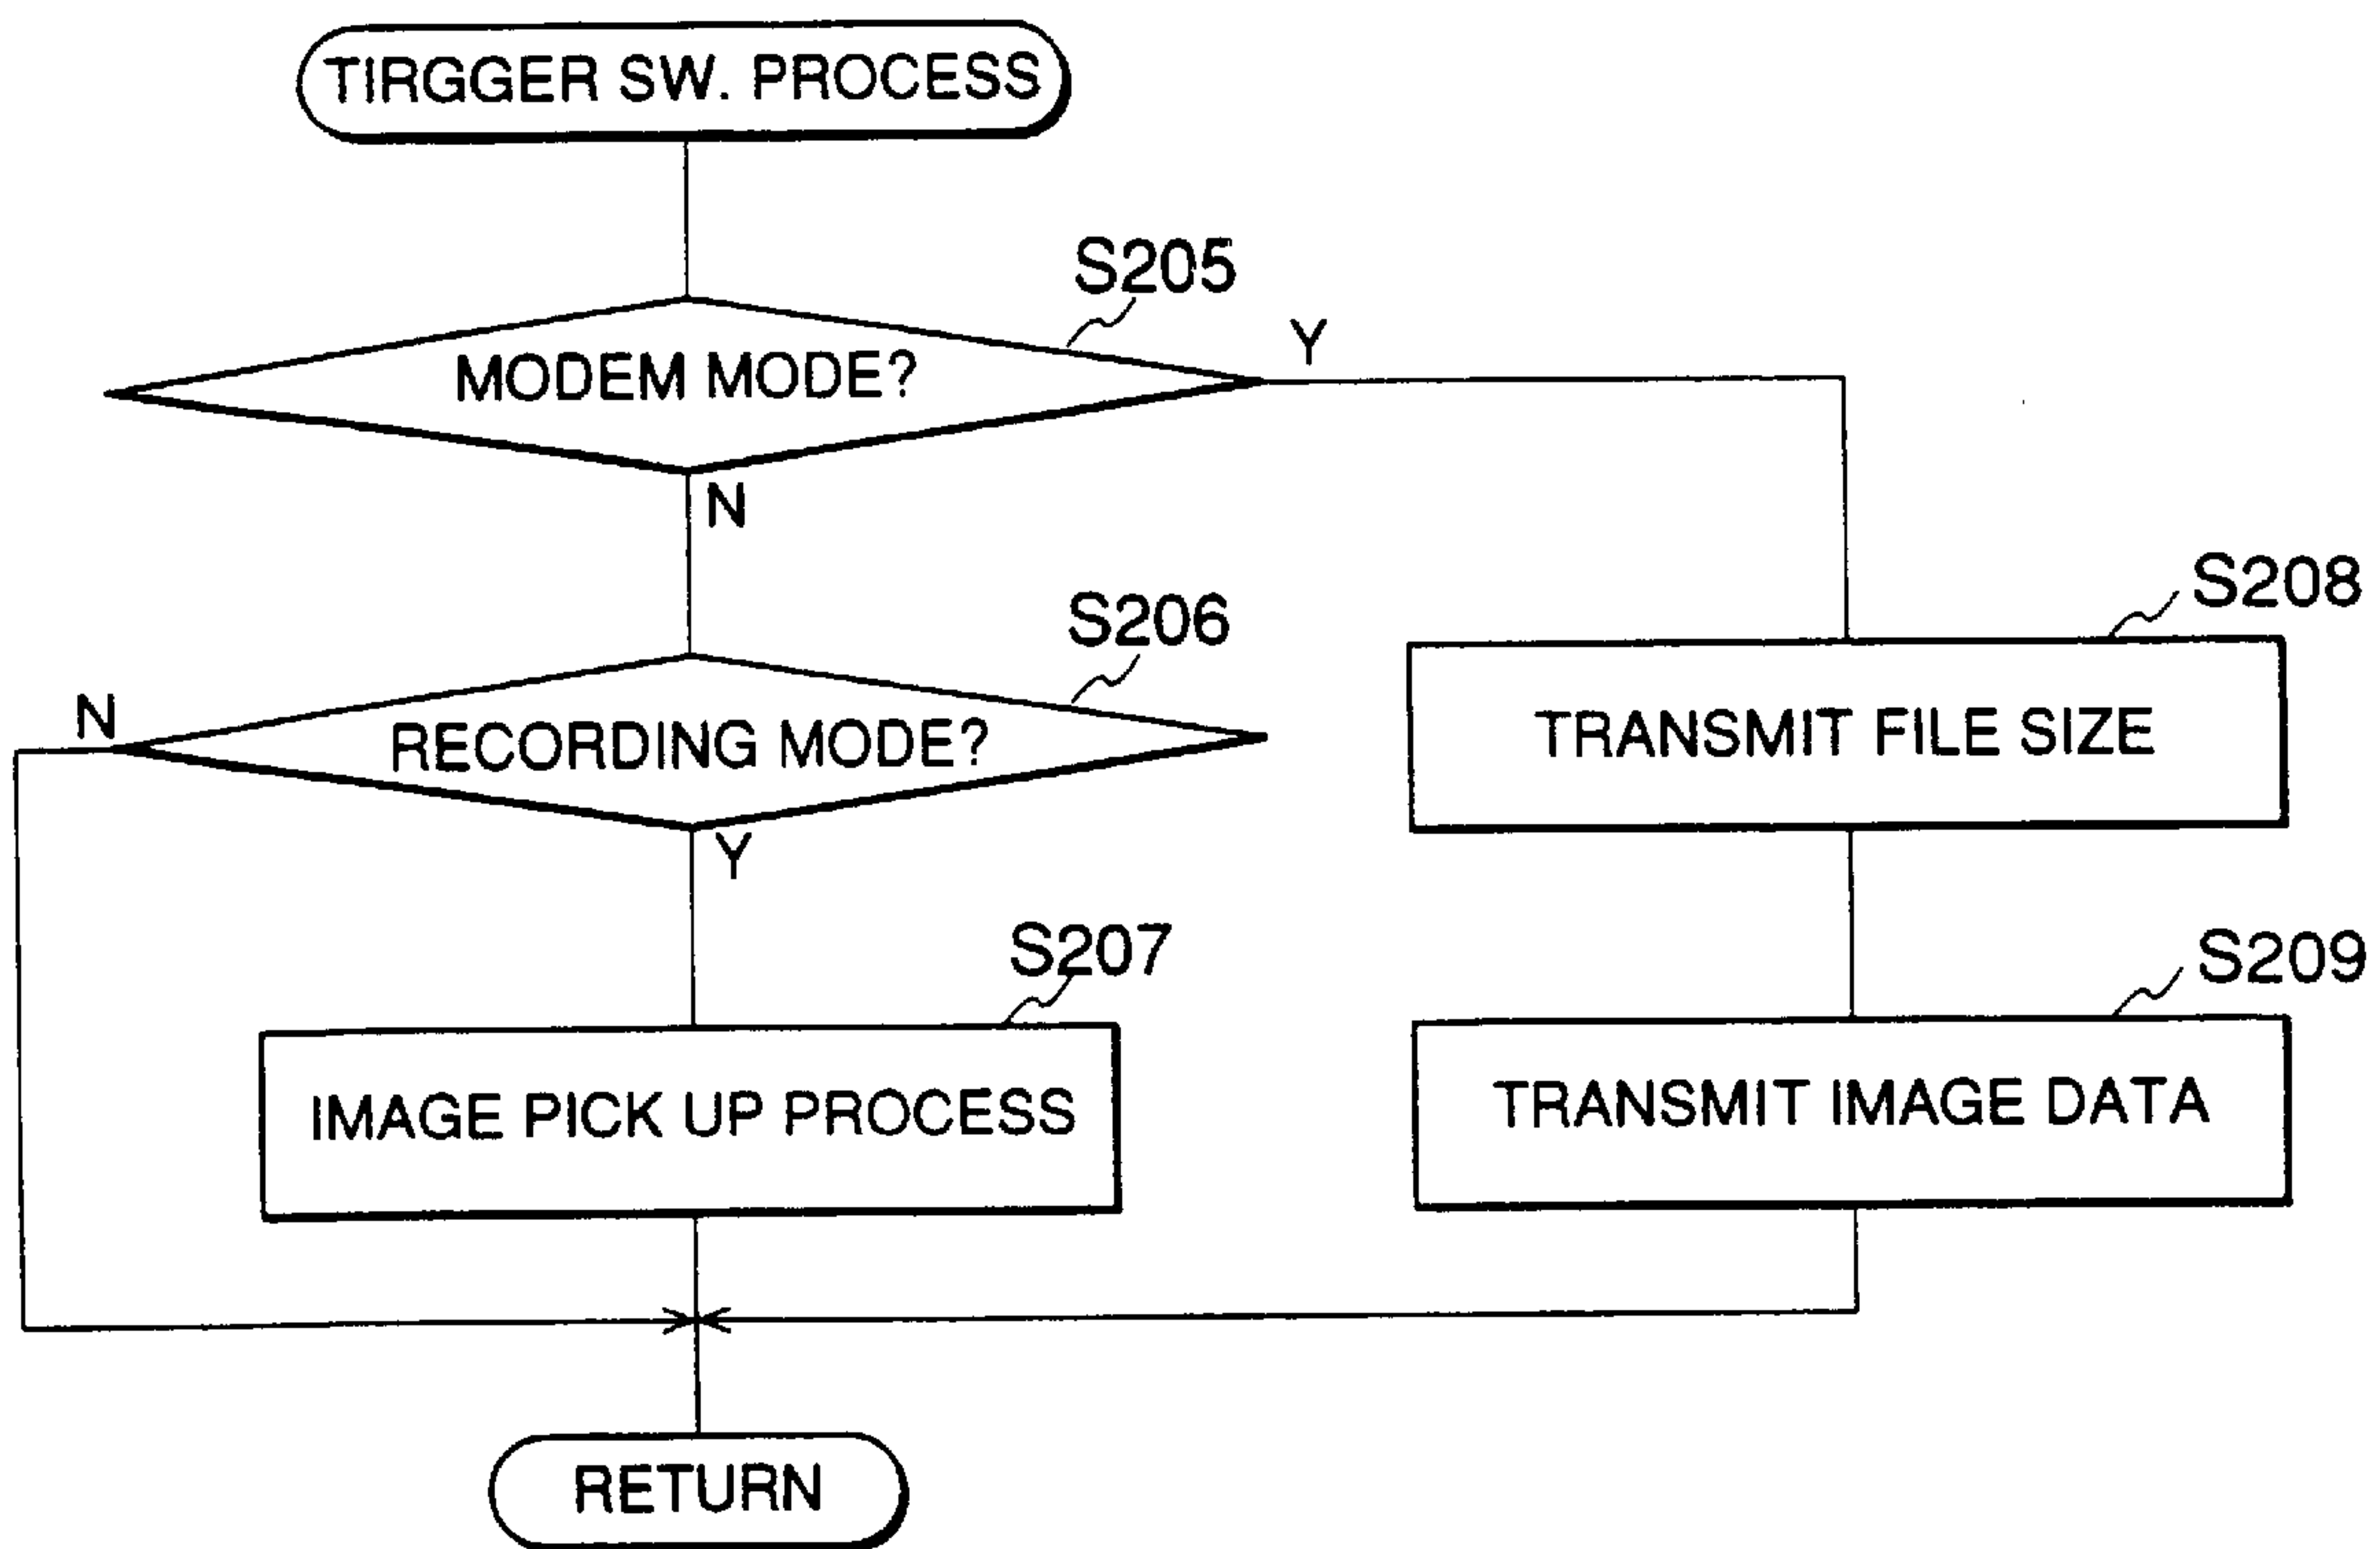 TIRGGER SW. PROCESS
S205
MODEM MODE?
Y
N
S206
N
RECORDING MODE?
Y
S208
TRANSMIT FILE SIZE
S207
IMAGE PICK UP PROCESS
S209
TRANSMIT IMAGE DATA
RETURN